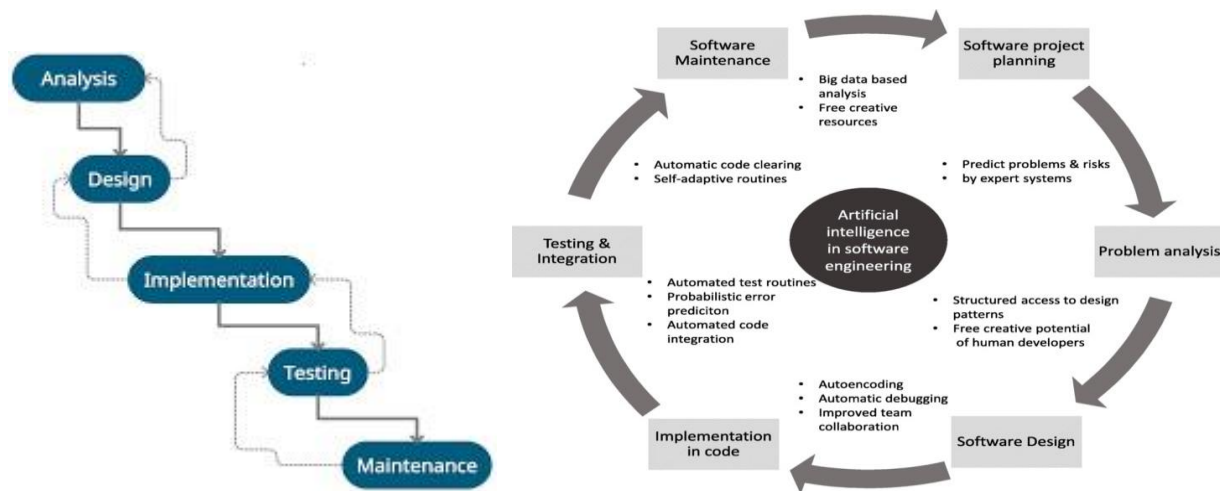 Analysis
Design
Implementation
Testing
Maintenance
Software
Maintenance
Software project
planning
• Big data based
analysis
• Free creative
resources
• Automatic code clearing
• Self-adaptive routines
• Predict problems & risks
• by expert systems
Artificial
intelligence
in software
engineering
Testing &
Integration
Problem analysis
• Automated test routines
• Probabilistic error
prediciton
• Automated code
integration
• Structured access to design
patterns
• Free creative potential
of human developers
• Autoencoding
• Automatic debugging
• Improved team
collaboration
Implementation
in code
Software Design